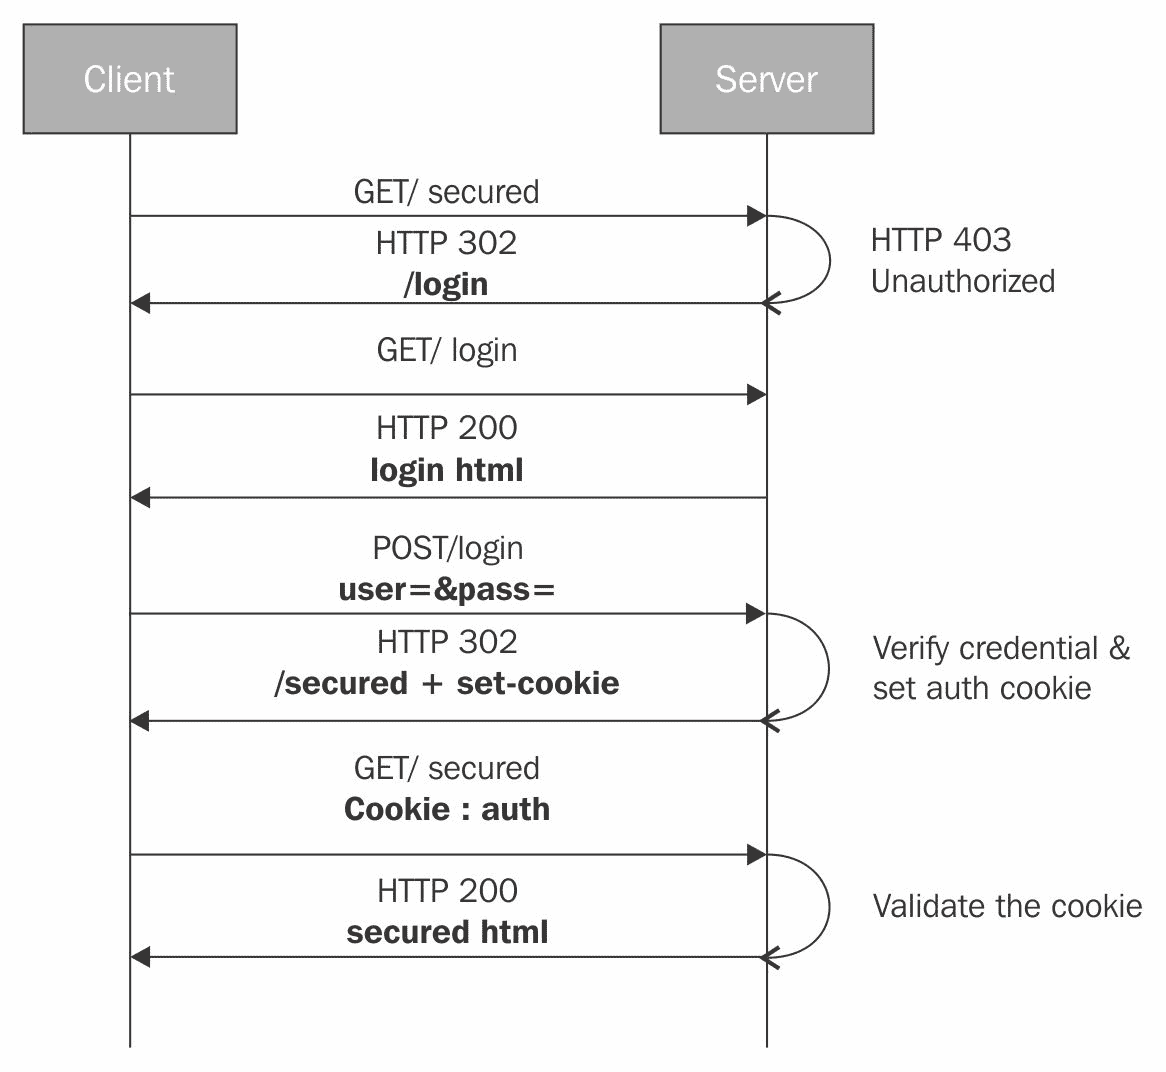 Client
Server
GET/ secured
HTTP 302
/login
HTTP 403
Unauthorized
GET/ login
HTTP 200
login html
POST/login
user=&pass=
HTTP 302
/secured + set-cookie
Verify credential &
set auth cookie
GET/ secured
Cookie : auth
HTTP 200
secured html
Validate the cookie